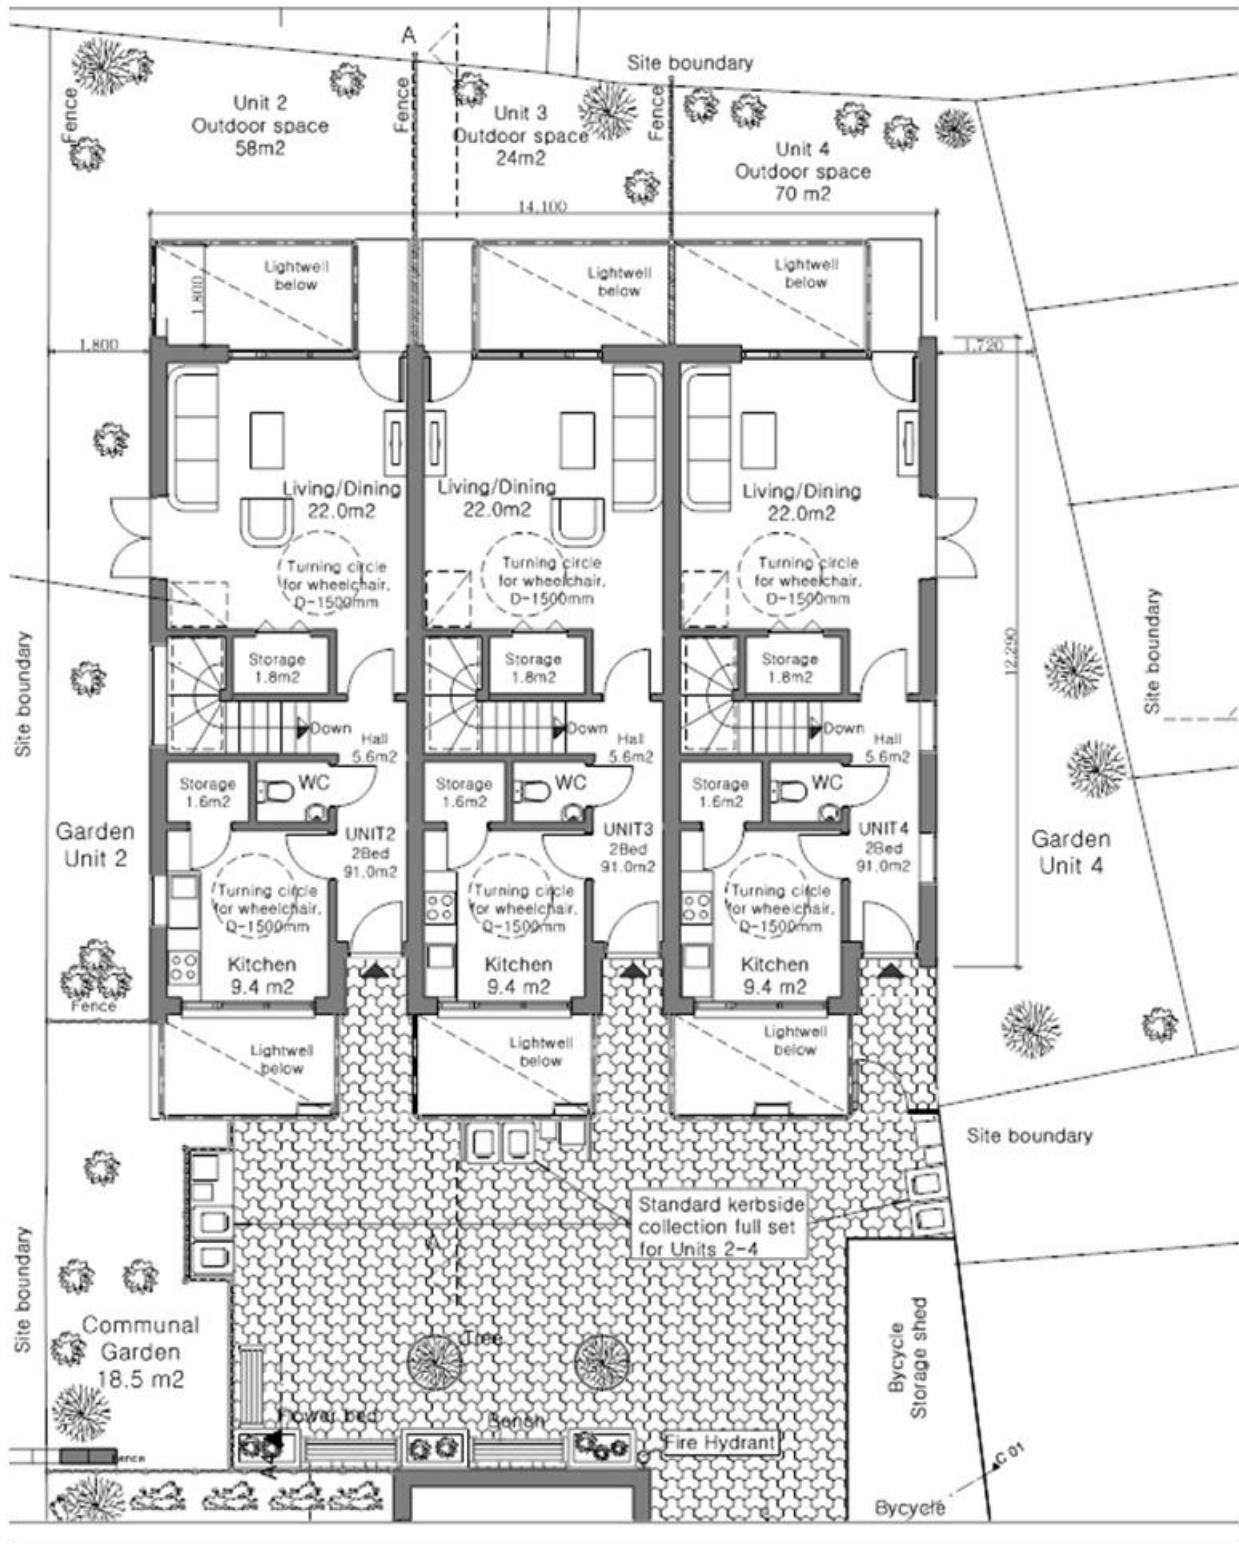 A
Site boundary
Fence
Unit 2
Outdoor space
58m2
Fence
Unit 3
Outdoor space
24m2
Fence
Unit 4
Outdoor space
70 m2
14,100
Lightwell
below
Lightwell
below
Lightwell
below
1,800
1,800
1,720
Living/Dining
22.0m2
Living/Dining
22.0m2
Living/Dining
22.0m2
Turning circle
for wheelchair,
D-1500mm
Turning circle
for wheelchair,
D-1500mm
Turning circle
for wheelchair,
D-1500mm
Site boundary
Site boundary
12,290
Storage
1.8m2
Storage
1.8m2
Storage
1.8m2
Down
Down
Down
Hall
5.6m2
Hall
5.6m2
Hall
5.6m2
Storage
1.6m2
WC
Storage
1.6m2
WC
Storage
1.6m2
WC
Garden
Unit 2
UNIT2
2Bed
91.0m2
UNIT3
2Bed
91.0m2
UNIT4
2Bed
91.0m2
Garden
Unit 4
Turning circle
for wheelchair,
D-1500mm
Turning circle
for wheelchair,
D-1500mm
Turning circle
for wheelchair,
D-1500mm
Kitchen
9.4 m2
Kitchen
9.4 m2
Kitchen
9.4 m2
Fence
Lightwell
below
Lightwell
below
Lightwell
below
Site boundary
Standard kerbside
collection full set
for Units 2-4
Site boundary
Communal
Garden
18.5 m2
Tree
Bycycle
Storage shed
Flower bed
Bench
Fire Hydrant
Fence
C 01
Bycycle